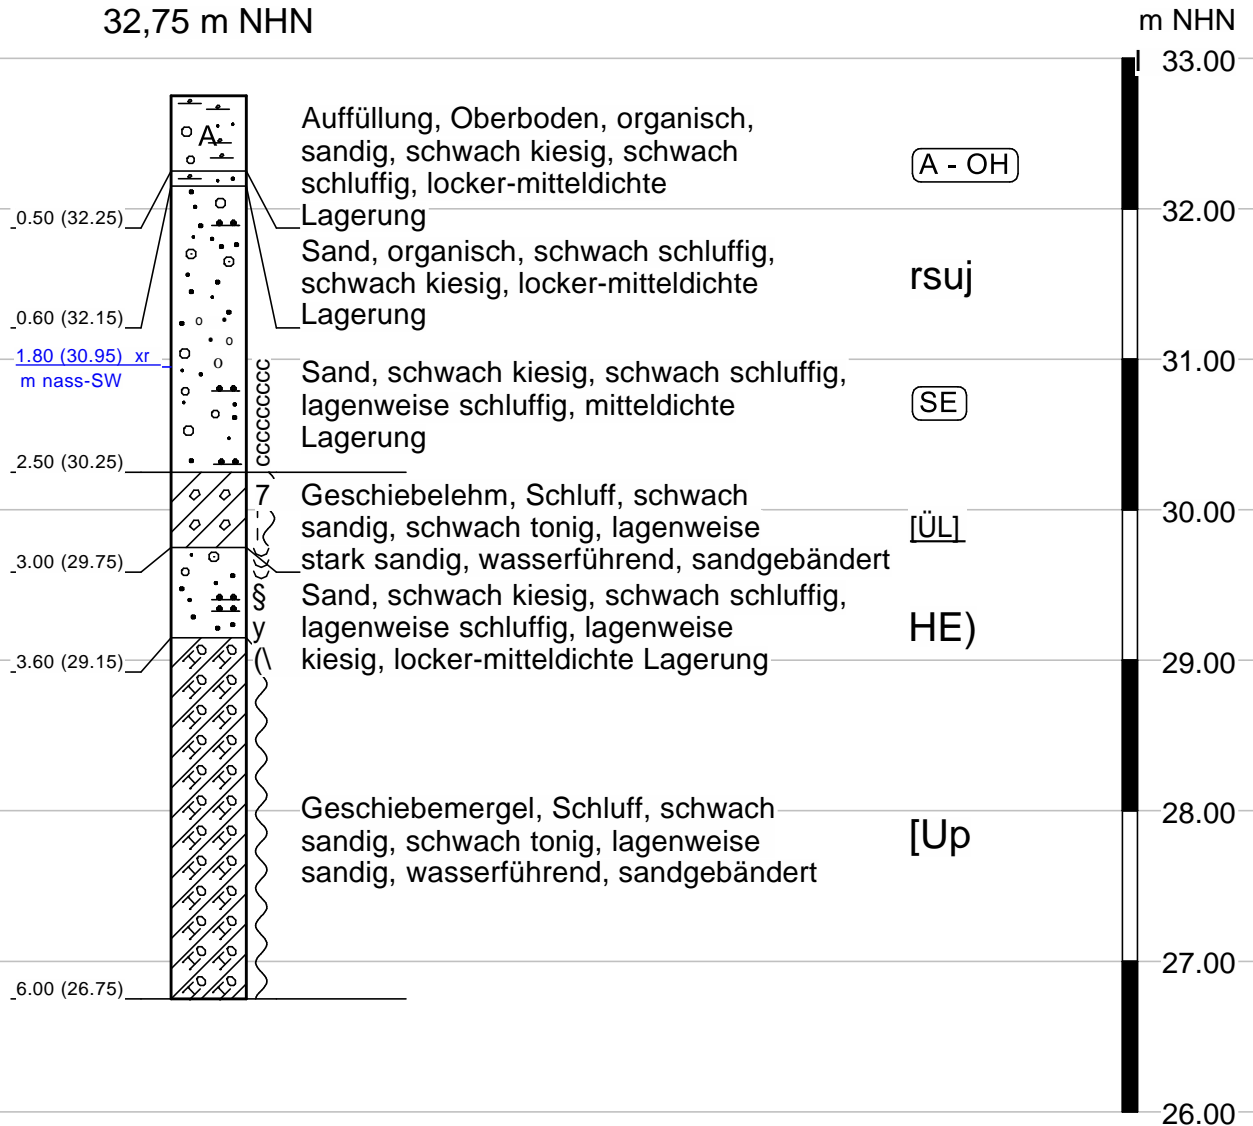 32,75 m NHN
m NHN
33.00
Auffüllung, Oberboden, organisch,
sandig, schwach kiesig, schwach
schluffig, locker-mitteldichte
Lagerung
A
A - OH
0.50 (32.25)
32.00
Sand, organisch, schwach schluffig,
schwach kiesig, locker-mitteldichte
Lagerung
rsuj
0.60 (32.15)
1.80 (30.95) xr
m nass-SW
31.00
Sand, schwach kiesig, schwach schluffig,
lagenweise schluffig, mitteldichte
Lagerung
SE
2.50 (30.25)
7
Geschiebelehm, Schluff, schwach
sandig, schwach tonig, lagenweise
stark sandig, wasserführend, sandgebändert
[ÜL]
30.00
3.00 (29.75)
§
y
(\
Sand, schwach kiesig, schwach schluffig,
lagenweise schluffig, lagenweise
kiesig, locker-mitteldichte Lagerung
HE)
3.60 (29.15)
29.00
Geschiebemergel, Schluff, schwach
sandig, schwach tonig, lagenweise
sandig, wasserführend, sandgebändert
[Up
28.00
27.00
6.00 (26.75)
26.00